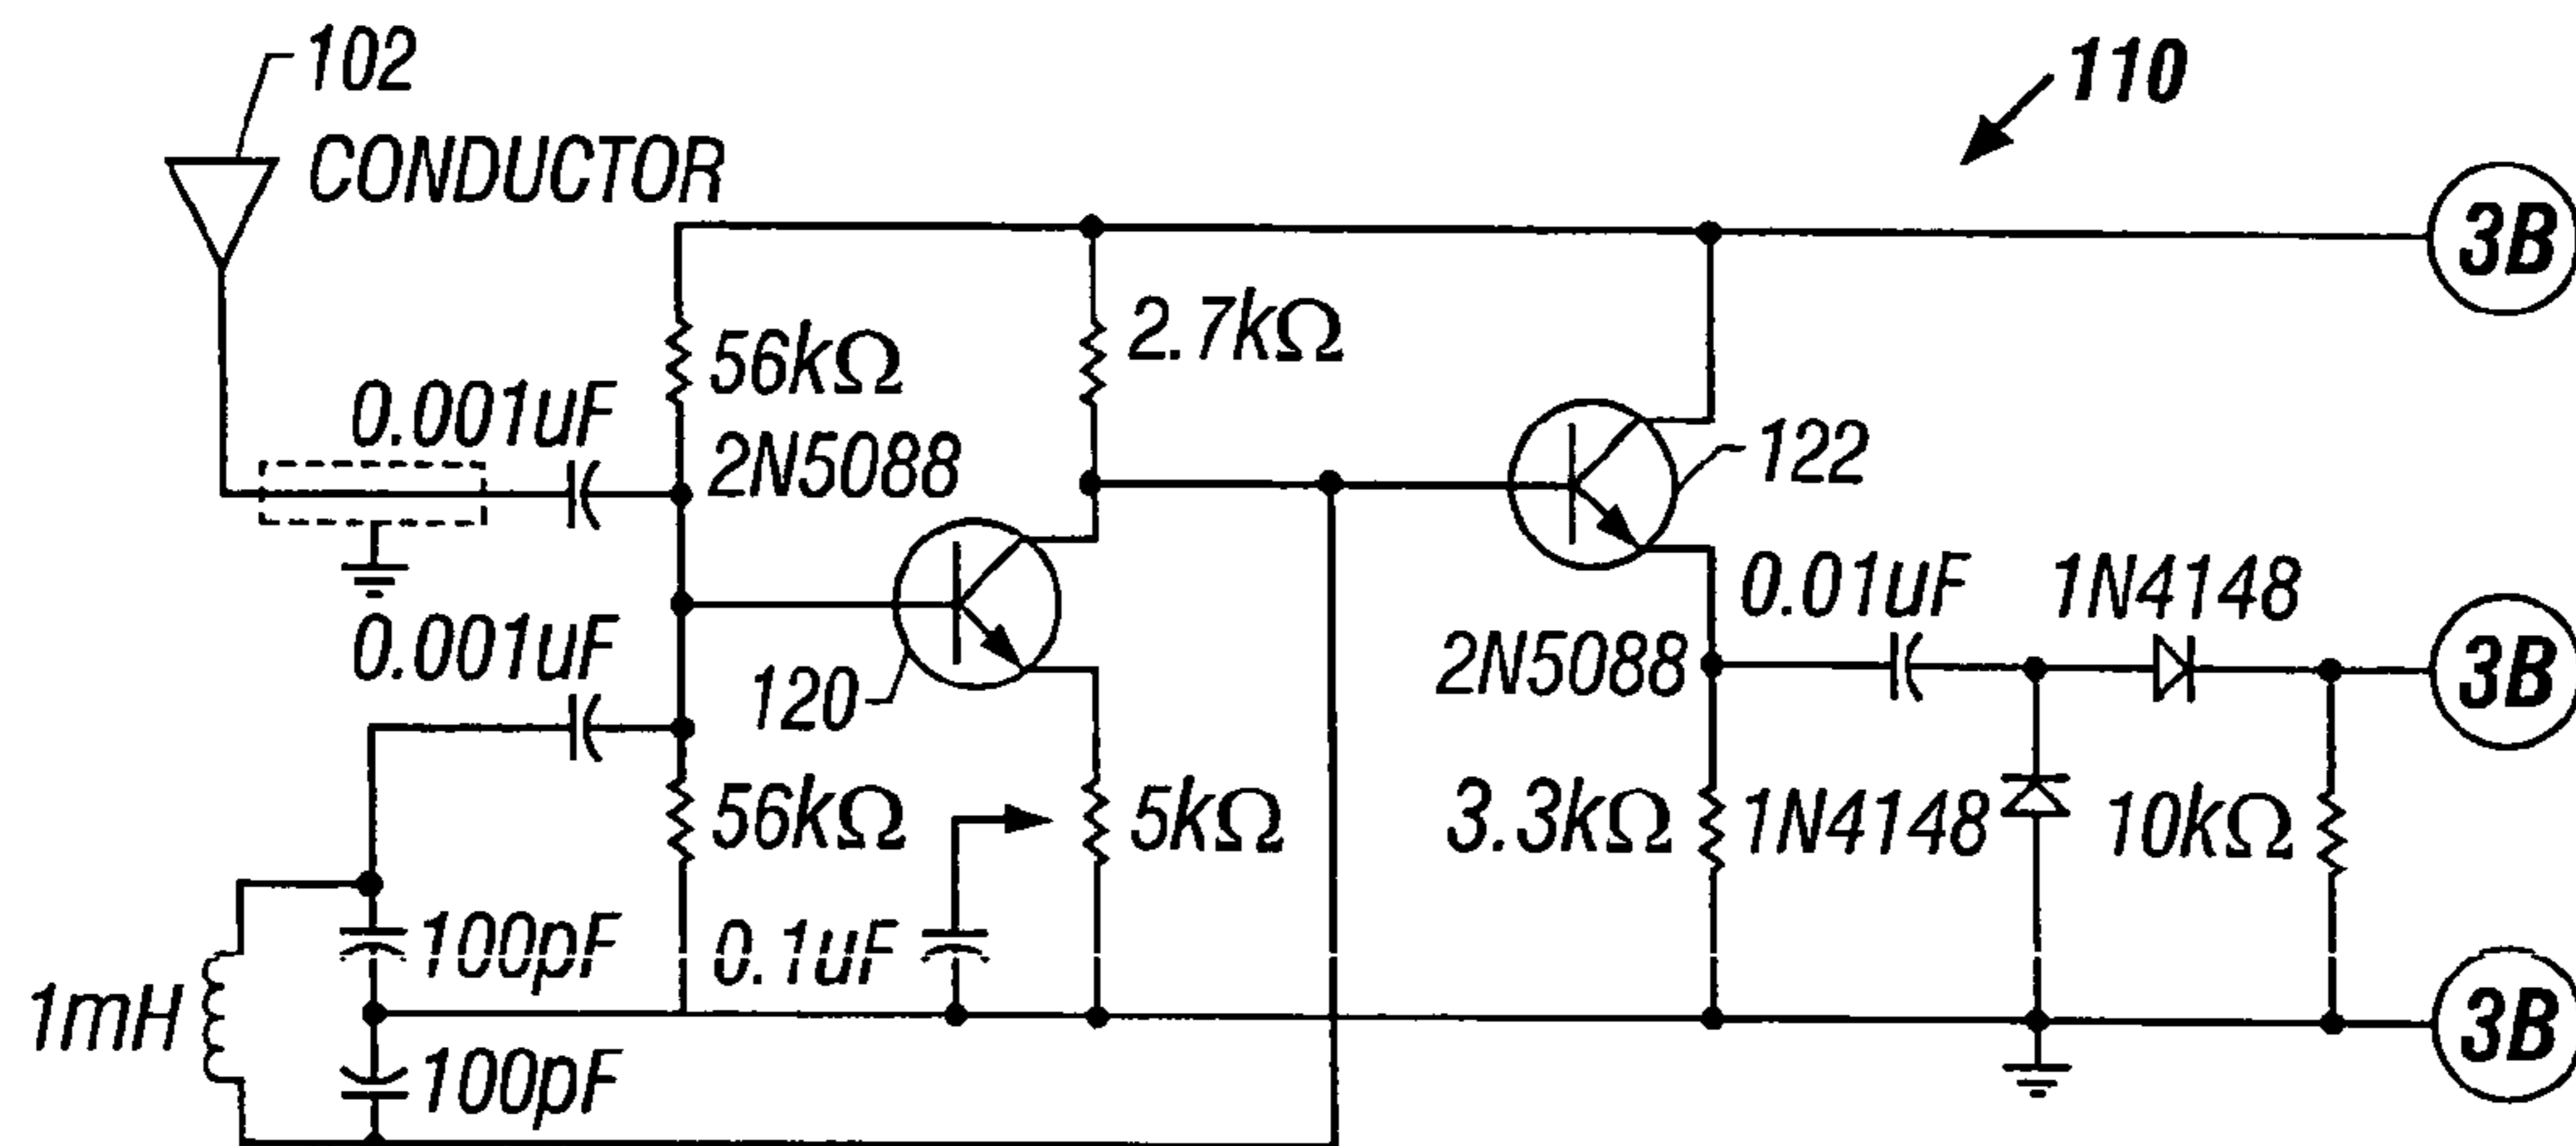 102
CONDUCTOR
110
3B
56kΩ
2.7kΩ
0.001uF
2N5088
122
0.001uF
120
0.01uF
1N4148
2N5088
3B
56kΩ
5kΩ
3.3kΩ
1N4148
10kΩ
100pF
0.1uF
1mH
100pF
3B